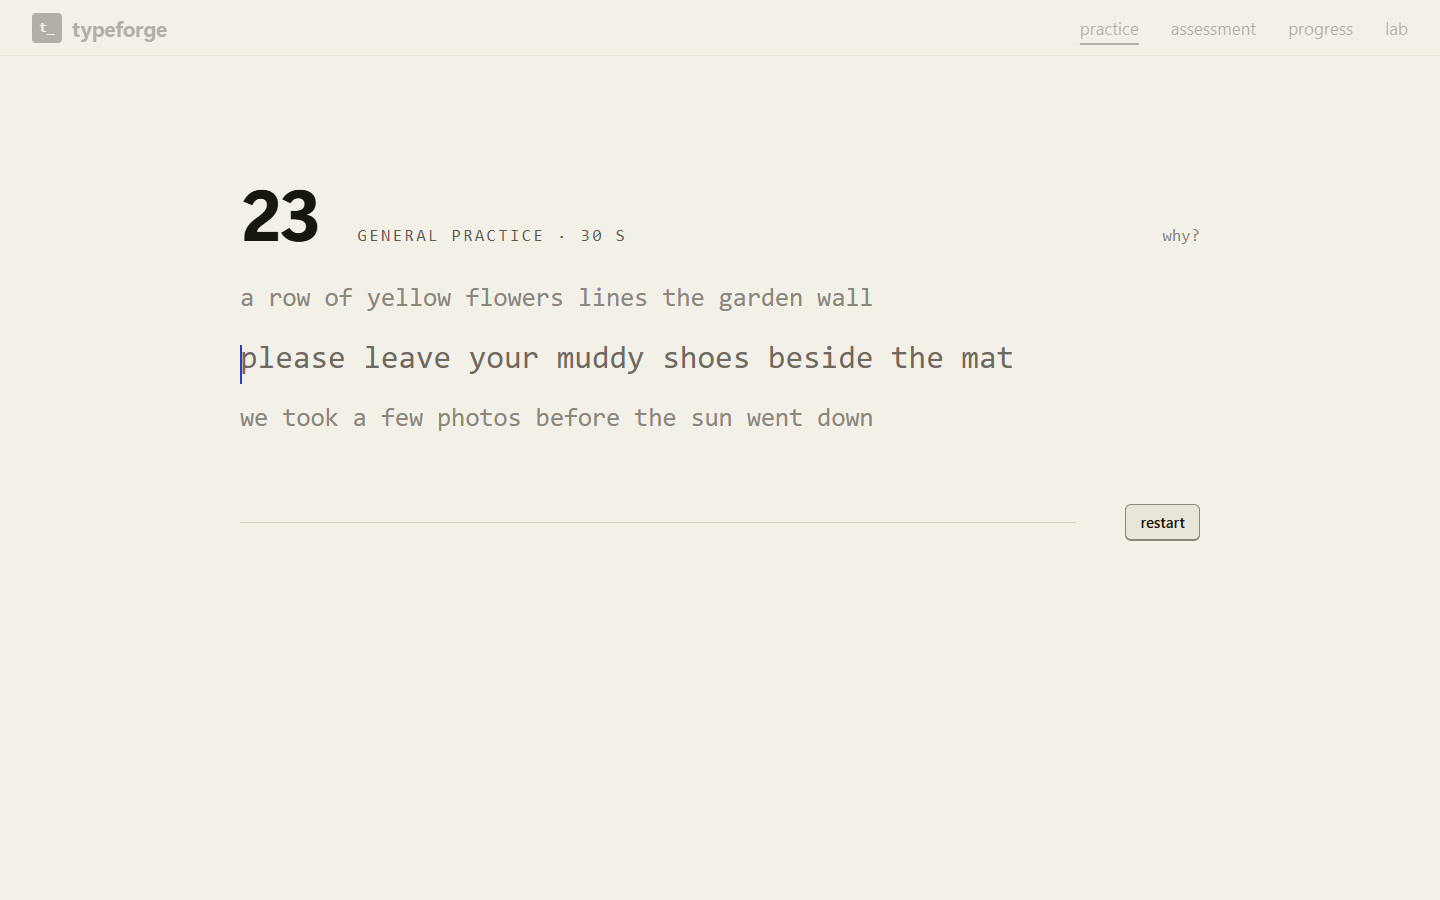 t_ typeforge practice assessment progress lab
23 GENERAL PRACTICE · 30 S why?
a row of yellow flowers lines the garden wall
please leave your muddy shoes beside the mat
we took a few photos before the sun went down
restart